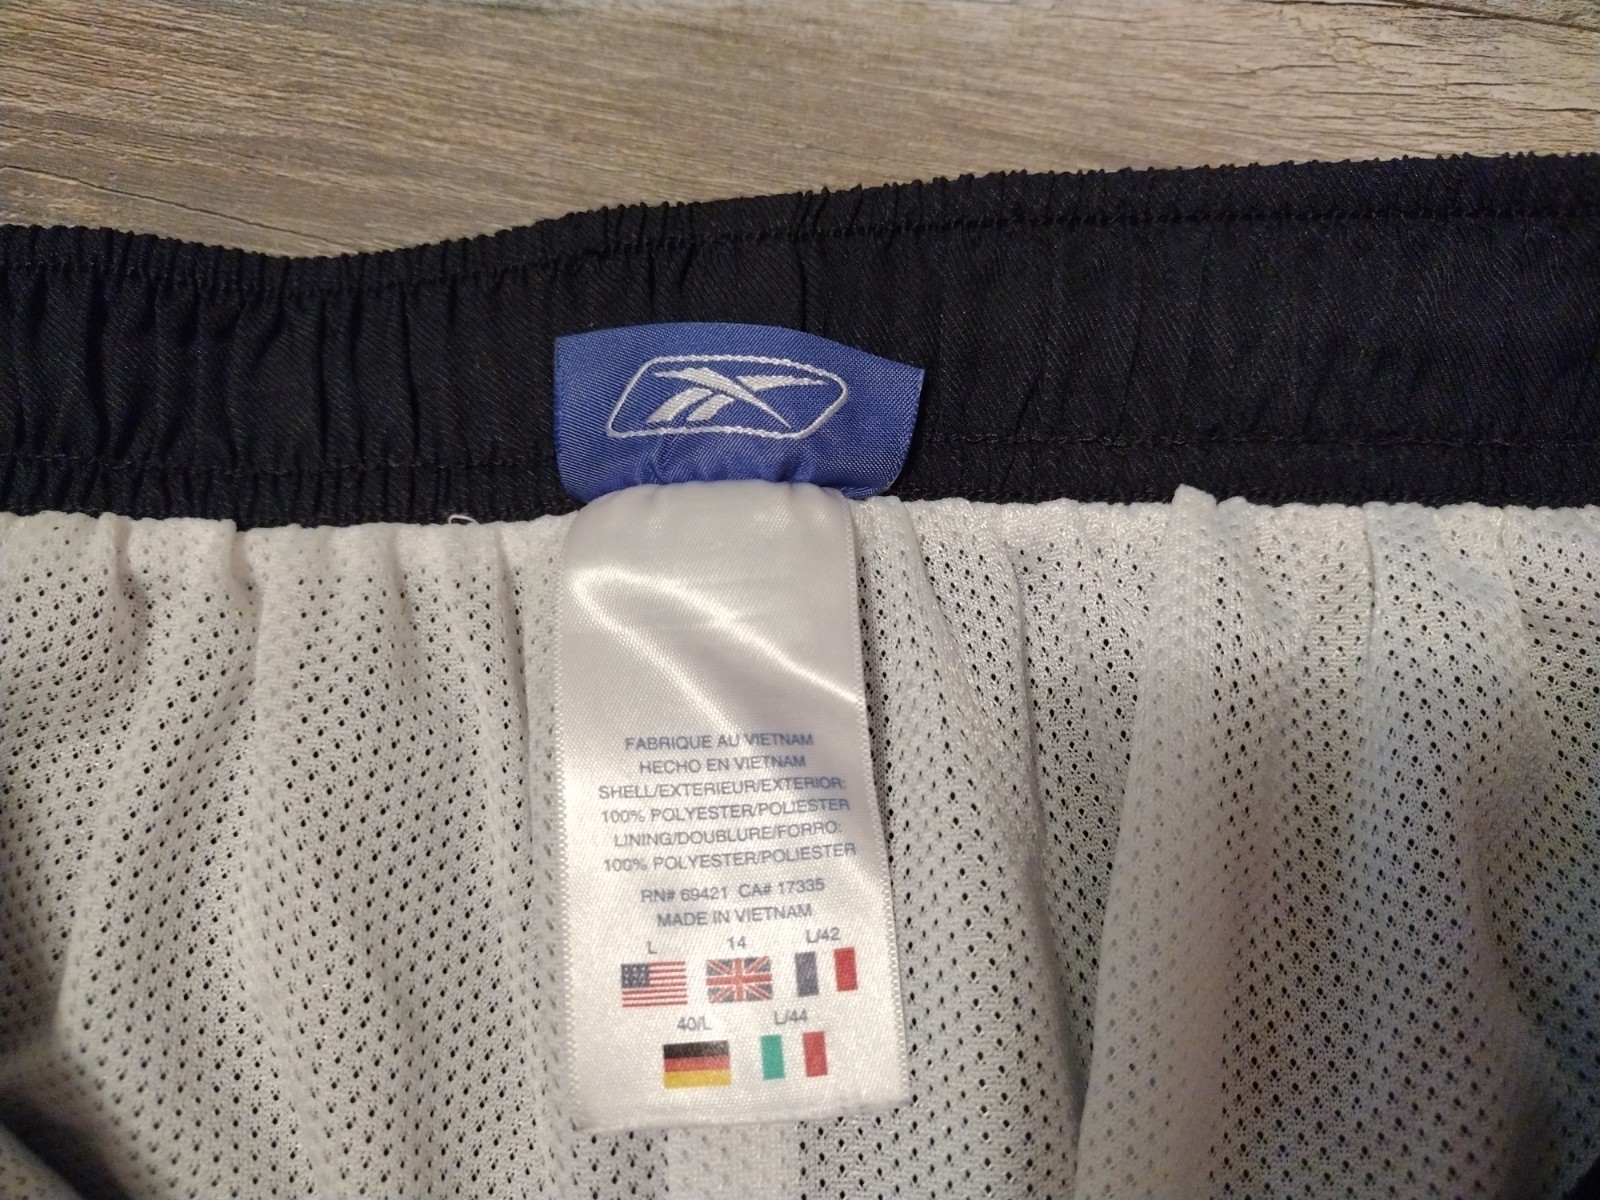 FABRIQUE AU VIETNAM
HECHO EN VIETNAM
SHELL/EXTERIEUR/EXTERIOR:
100% POLYESTER/POLIESTER
LINING/DOUBLURE/FORRO:
100% POLYESTER/POLIESTER
RN# 69421 CA# 17335
MADE IN VIETNAM
L 14 L/42
40/L L/44